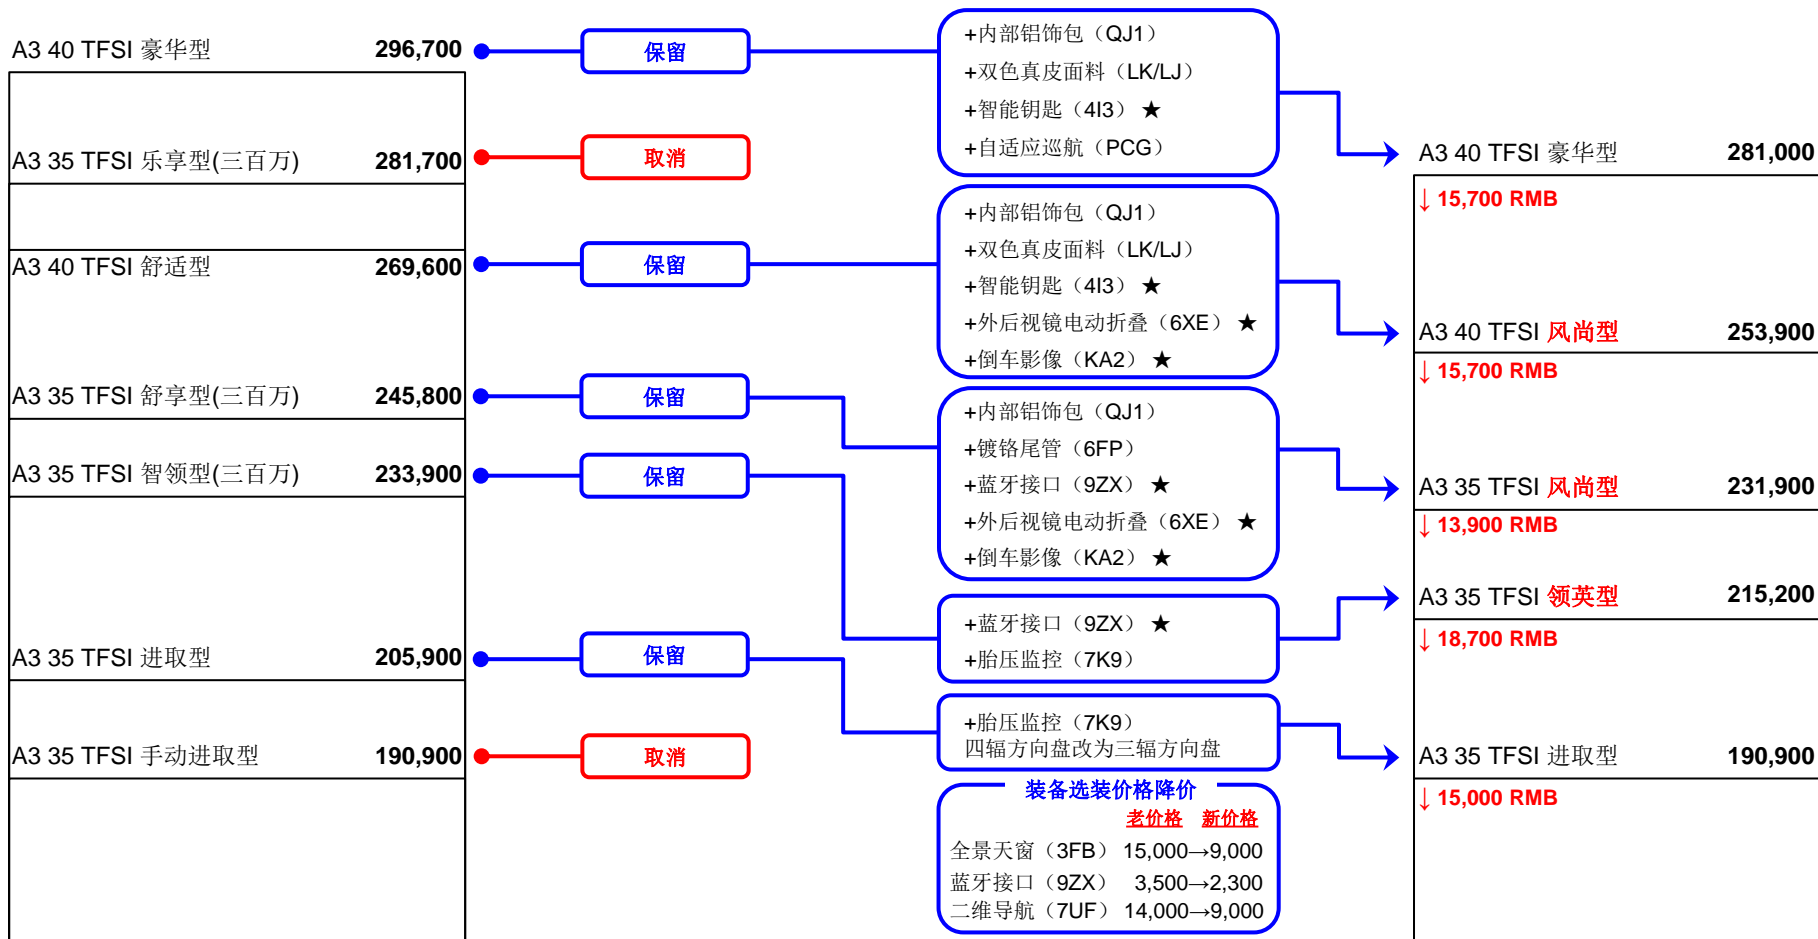 A3 40 TFSI 豪华型 296,700
A3 35 TFSI 乐享型(三百万) 281,700
A3 40 TFSI 舒适型 269,600
A3 35 TFSI 舒享型(三百万) 245,800
A3 35 TFSI 智领型(三百万) 233,900
A3 35 TFSI 进取型 205,900
A3 35 TFSI 手动进取型 190,900
保留
取消
保留
保留
保留
保留
取消
+内部铝饰包（QJ1）
+双色真皮面料（LK/LJ）
+智能钥匙（4I3）★
+自适应巡航（PCG）
+内部铝饰包（QJ1）
+双色真皮面料（LK/LJ）
+智能钥匙（4I3）★
+外后视镜电动折叠（6XE）★
+倒车影像（KA2）★
+内部铝饰包（QJ1）
+镀铬尾管（6FP）
+蓝牙接口（9ZX）★
+外后视镜电动折叠（6XE）★
+倒车影像（KA2）★
+蓝牙接口（9ZX）★
+胎压监控（7K9）
+胎压监控（7K9）
四辐方向盘改为三辐方向盘
装备选装价格降价
老价格 新价格
全景天窗（3FB） 15,000→9,000
蓝牙接口（9ZX） 3,500→2,300
二维导航（7UF） 14,000→9,000
A3 40 TFSI 豪华型 281,000
↓ 15,700 RMB
A3 40 TFSI 风尚型 253,900
↓ 15,700 RMB
A3 35 TFSI 风尚型 231,900
↓ 13,900 RMB
A3 35 TFSI 领英型 215,200
↓ 18,700 RMB
A3 35 TFSI 进取型 190,900
↓ 15,000 RMB